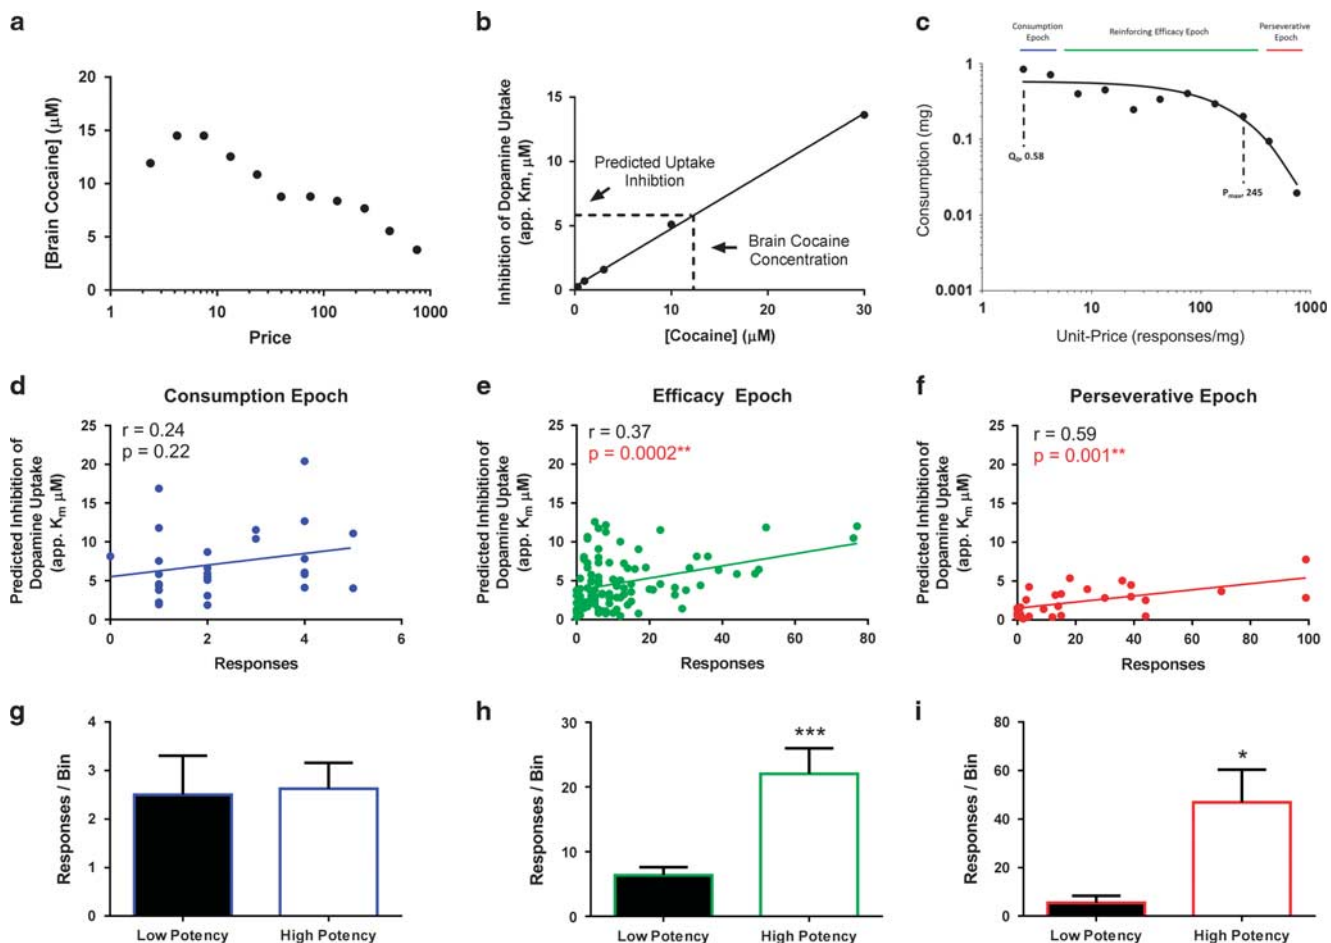 a
[Brain Cocaine] (µM)
20
15
10
5
0
1
10
100
1000
Price
b
Inhibition of Dopamine Uptake
(app. Km, µM)
15
10
5
0
Predicted Uptake
Inhibtion
Brain Cocaine
Concentration
0
10
20
30
[Cocaine] (µM)
c
Consumption
Epoch
Reinforcing Efficacy Epoch
Perseverative
Epoch
Consumption (mg)
1
0.1
0.01
0.001
Q₀, 0.58
Pmax, 245
1
10
100
1000
Unit-Price (responses/mg)
d
Consumption Epoch
Predicted Inhibition of
Dopamine Uptake
(app. Km µM)
25
20
15
10
5
0
r = 0.24
p = 0.22
0
2
4
6
Responses
e
Efficacy Epoch
Predicted Inhibition of
Dopamine Uptake
(app. Km µM)
25
20
15
10
5
0
r = 0.37
p = 0.0002**
0
20
40
60
80
Responses
f
Perseverative Epoch
Predicted Inhibition of
Dopamine Uptake
(app. Km µM)
25
20
15
10
5
0
r = 0.59
p = 0.001**
0
20
40
60
80
100
Responses
g
Responses / Bin
4
3
2
1
0
Low Potency
High Potency
h
Responses / Bin
30
20
10
0
***
Low Potency
High Potency
i
Responses / Bin
80
60
40
20
0
*
Low Potency
High Potency